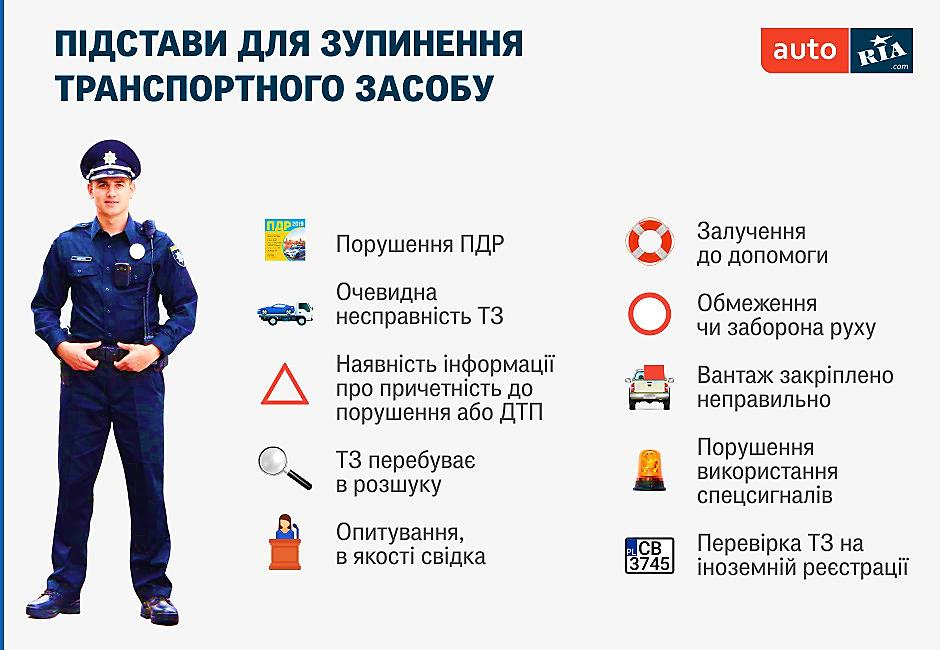 ПІДСТАВИ ДЛЯ ЗУПИНЕННЯ
ТРАНСПОРТНОГО ЗАСОБУ
auto
RIA
.com
ПДР 2019
Порушення ПДР
Очевидна
несправність ТЗ
Наявність інформації
про причетність до
порушення або ДТП
ТЗ перебуває
в розшуку
Опитування,
в якості свідка
Залучення
до допомоги
Обмеження
чи заборона руху
Вантаж закріплено
неправильно
Порушення
використання
спецсигналів
PL
CB
3745
Перевірка ТЗ на
іноземній реєстрації